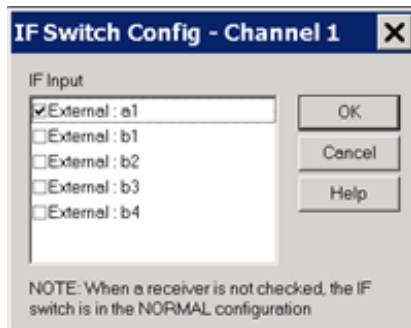 IF Switch Config - Channel 1
IF Input
External : a1
External : b1
External : b2
External : b3
External : b4
OK
Cancel
Help
NOTE: When a receiver is not checked, the IF
switch is in the NORMAL configuration